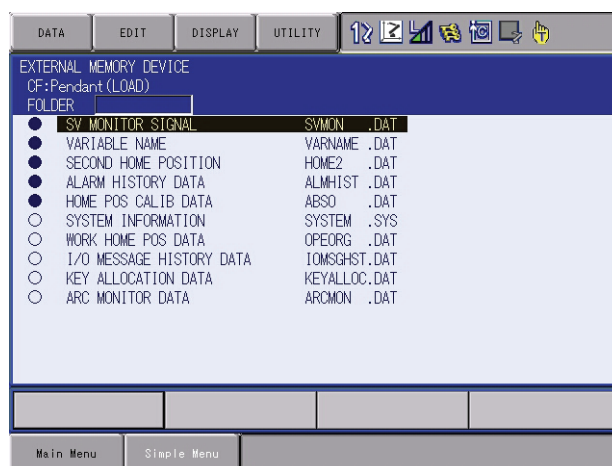 DATA EDIT DISPLAY UTILITY
EXTERNAL MEMORY DEVICE
CF:Pendant(LOAD)
FOLDER
SV MONITOR SIGNAL SVMON .DAT
VARIABLE NAME VARNAME .DAT
SECOND HOME POSITION HOME2 .DAT
ALARM HISTORY DATA ALMHIST .DAT
HOME POS CALIB DATA ABSO .DAT
SYSTEM INFORMATION SYSTEM .SYS
WORK HOME POS DATA OPEORG .DAT
I/O MESSAGE HISTORY DATA IOMSGHST.DAT
KEY ALLOCATION DATA KEYALLOC.DAT
ARC MONITOR DATA ARCMON .DAT
Main Menu Simple Menu